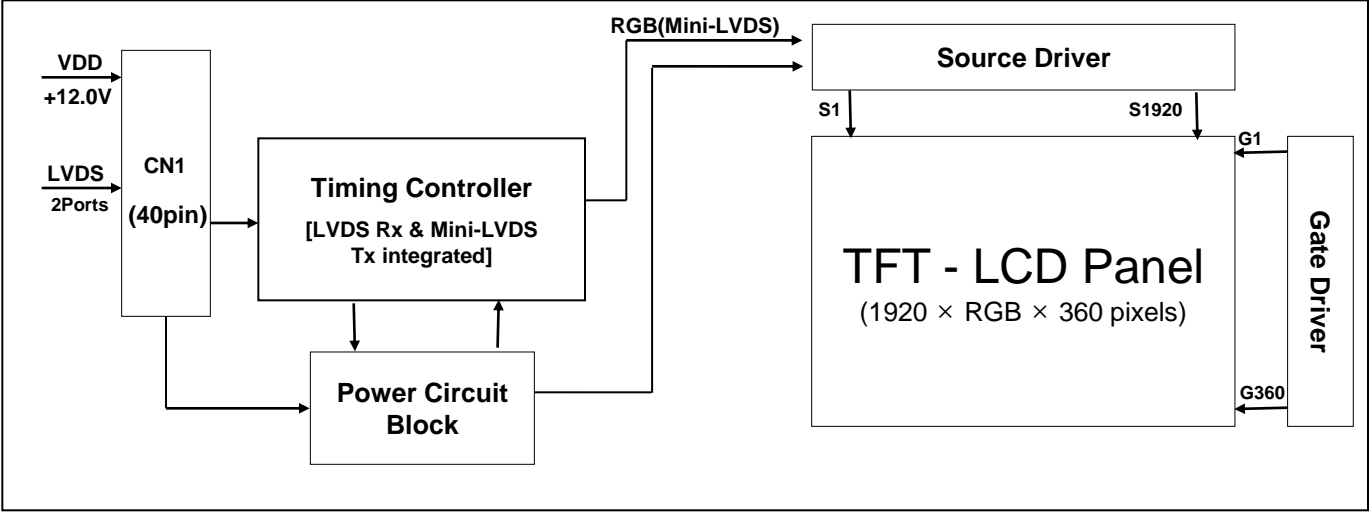 RGB(Mini-LVDS)
VDD
+12.0V
LVDS
2Ports
CN1
(40pin)
Timing Controller
[LVDS Rx & Mini-LVDS
Tx integrated]
Power Circuit
Block
Source Driver
S1
S1920
G1
TFT - LCD Panel
(1920 × RGB × 360 pixels)
G360
Gate Driver